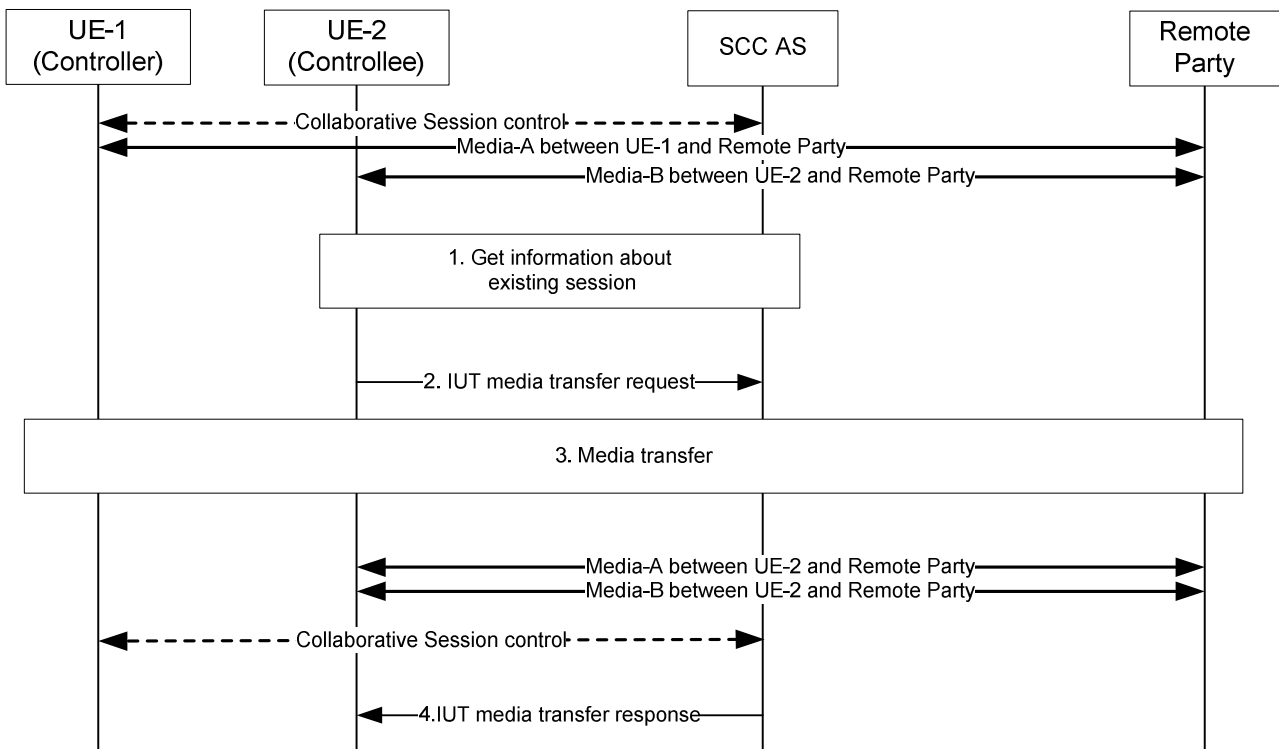 UE-1
(Controller)
UE-2
(Controllee)
SCC AS
Remote
Party
Collaborative Session control
Media-A between UE-1 and Remote Party
Media-B between UE-2 and Remote Party
1. Get information about
existing session
2. IUT media transfer request
3. Media transfer
Media-A between UE-2 and Remote Party
Media-B between UE-2 and Remote Party
Collaborative Session control
4.IUT media transfer response